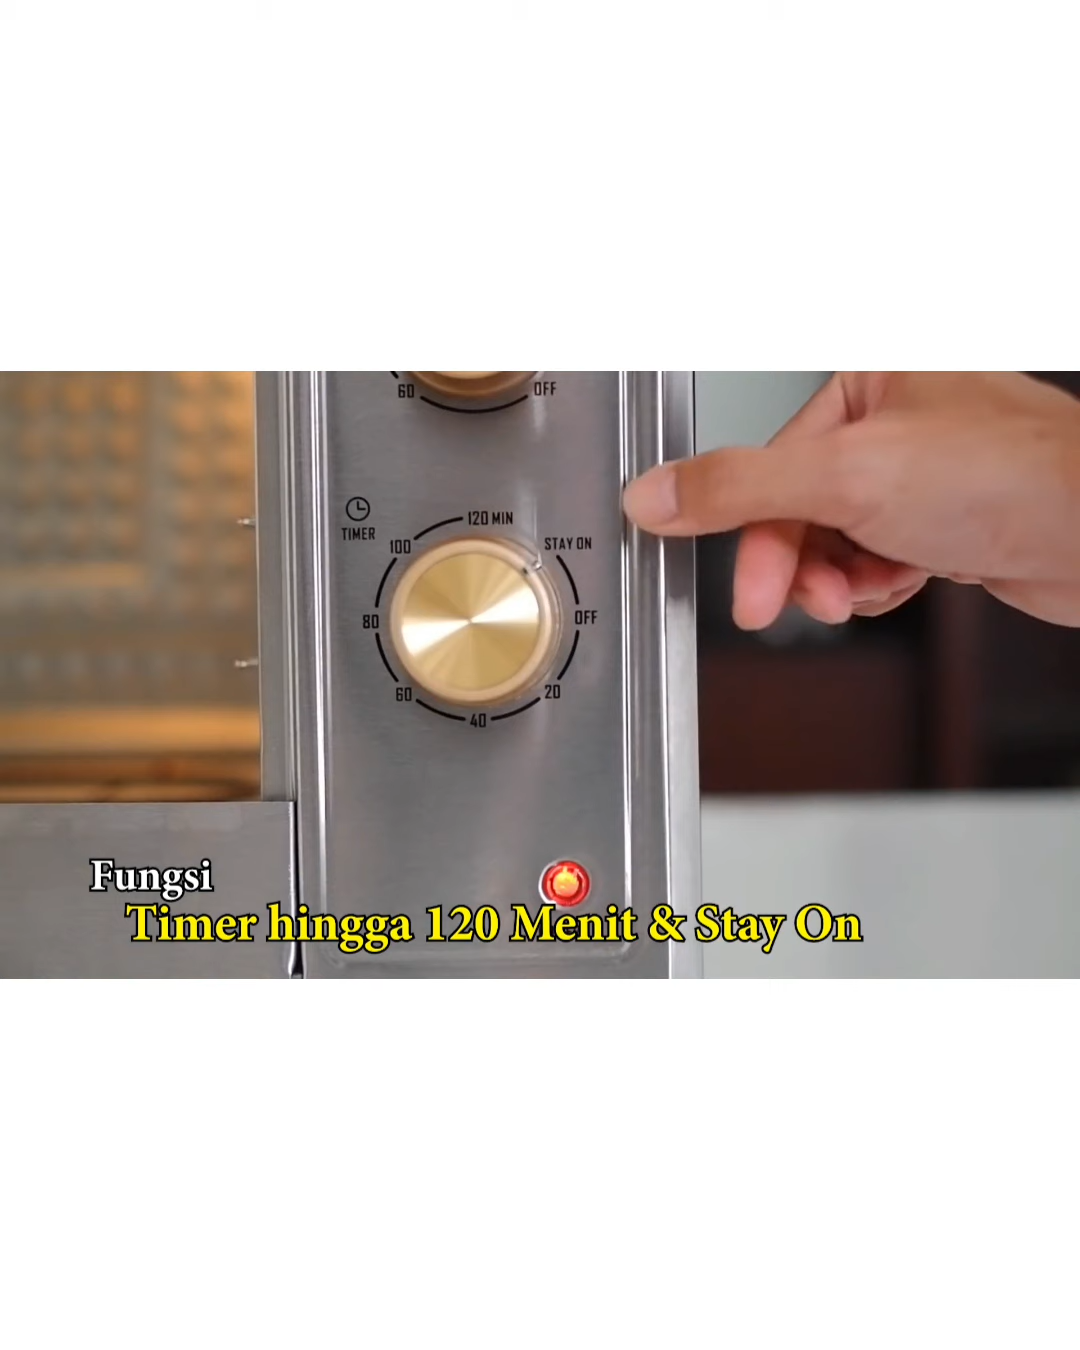 60 OFF
TIMER
120 MIN
100
STAY ON
80
OFF
60
20
40
Fungsi
Timer hingga 120 Menit & Stay On